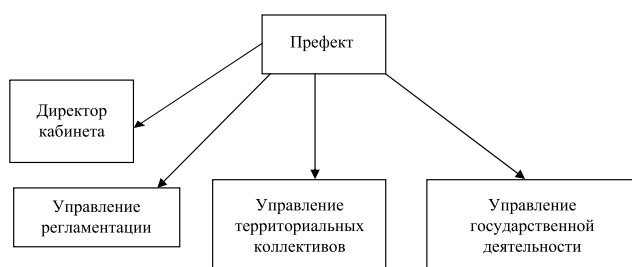 Префект
Директор
кабинета
Управление
регламентации
Управление
территориальных
коллективов
Управление
государственной
деятельности